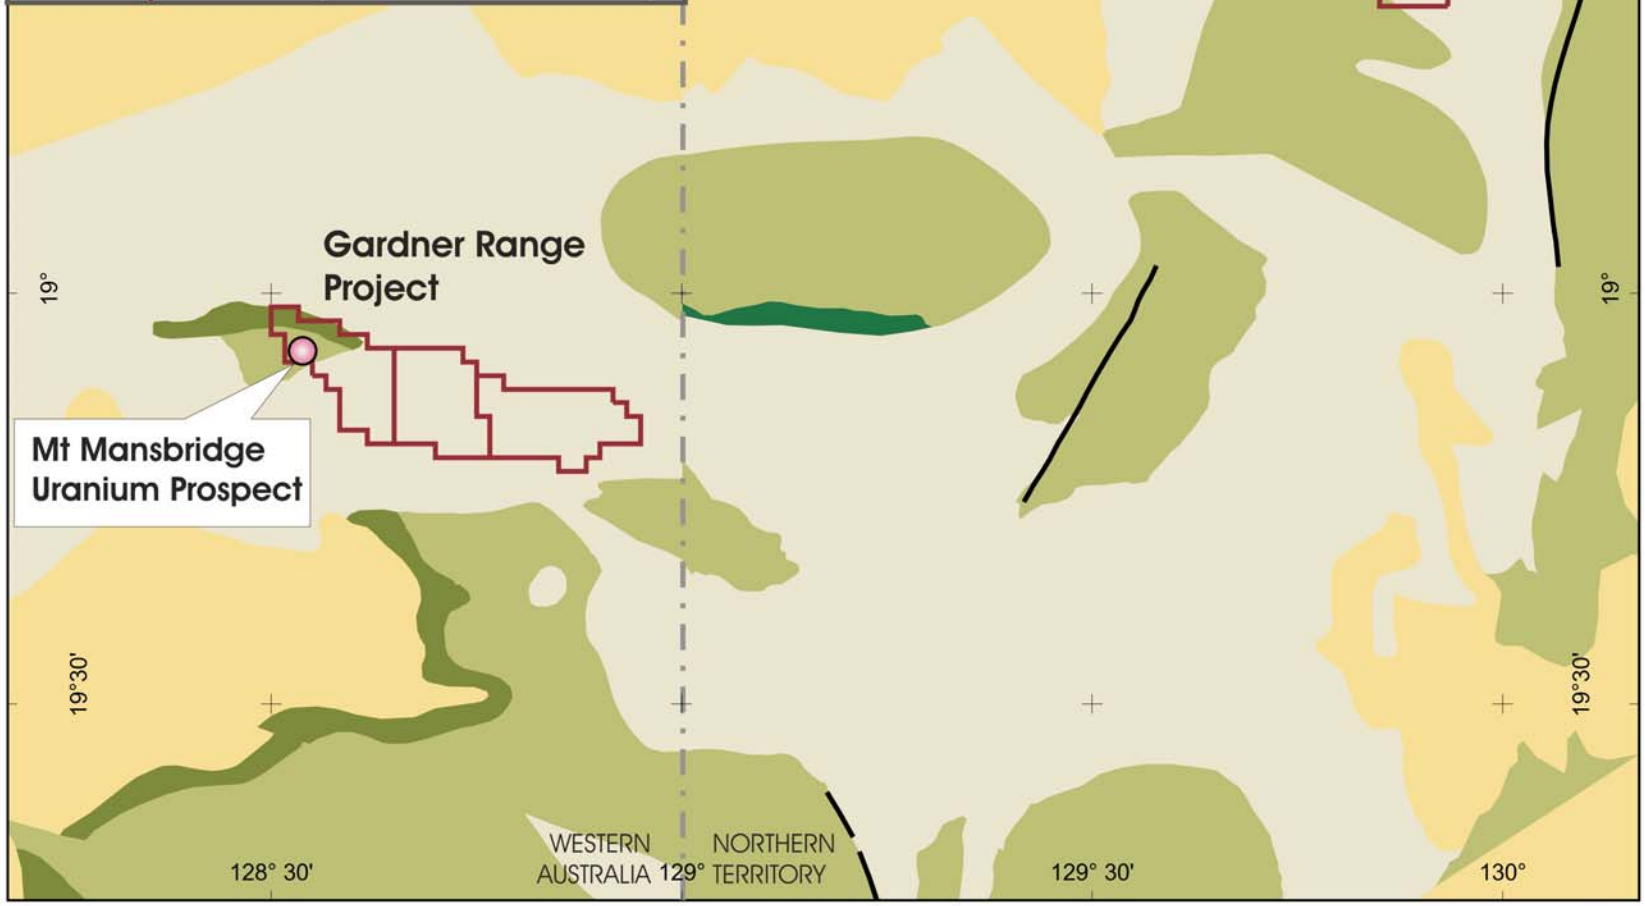 Gardner Range
Project
19°
19°
Mt Mansbridge
Uranium Prospect
19°30'
19°30'
WESTERN
AUSTRALIA
NORTHERN
TERRITORY
128° 30'
129°
129° 30'
130°